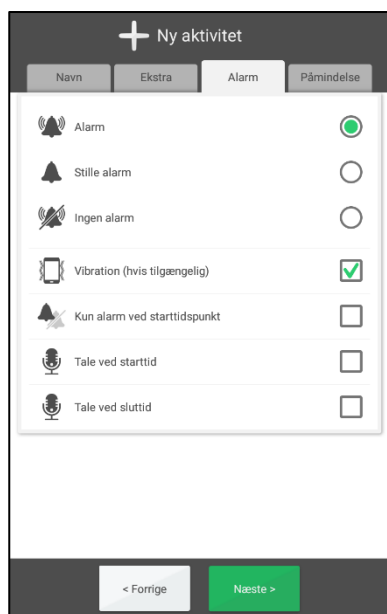 Ny aktivitet
Navn Ekstra Alarm Påmindelse
Alarm
Stille alarm
Ingen alarm
Vibration (hvis tilgængelig)
Kun alarm ved starttidspunkt
Tale ved starttid
Tale ved sluttid
< Forrige Næste >